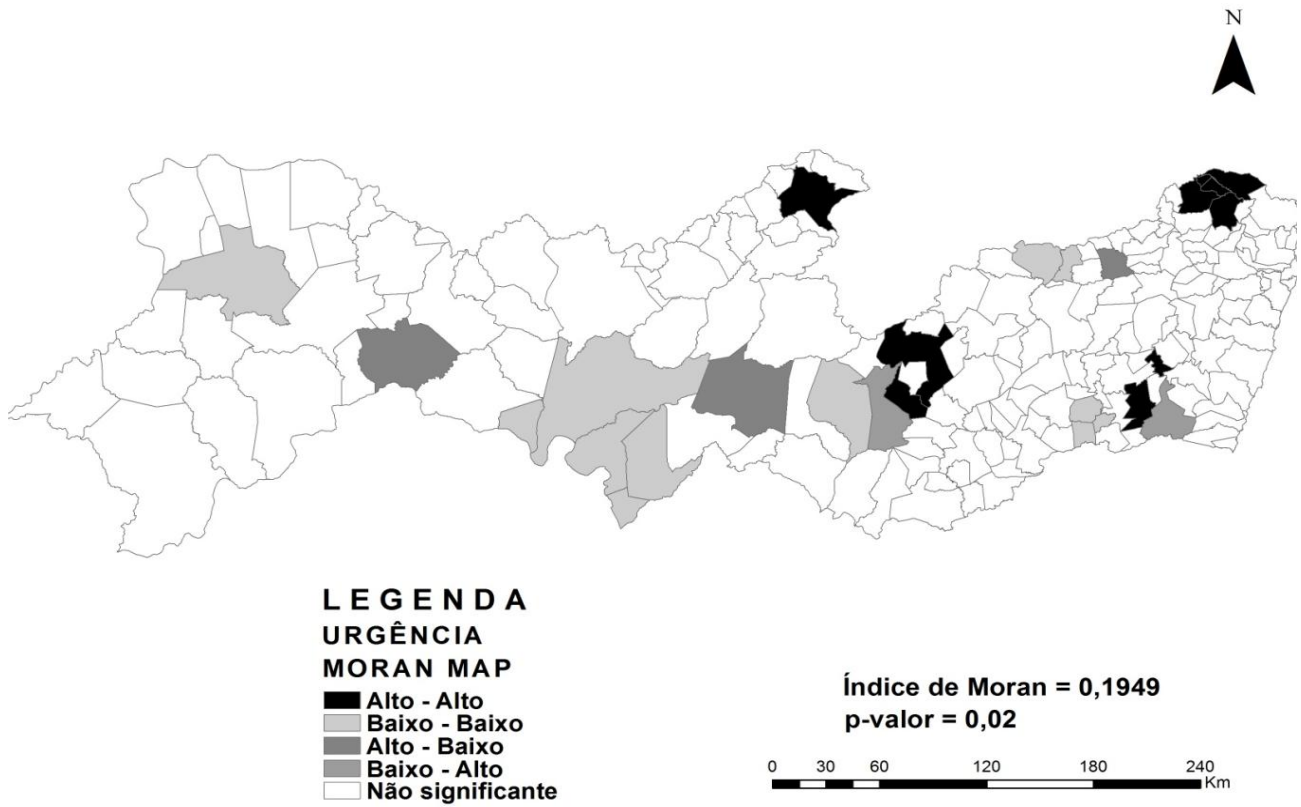 N
LEGENDA
URGÊNCIA
MORAN MAP
Alto - Alto
Baixo - Baixo
Alto - Baixo
Baixo - Alto
Não significante
Índice de Moran = 0,1949
p-valor = 0,02
0 30 60 120 180 240
Km